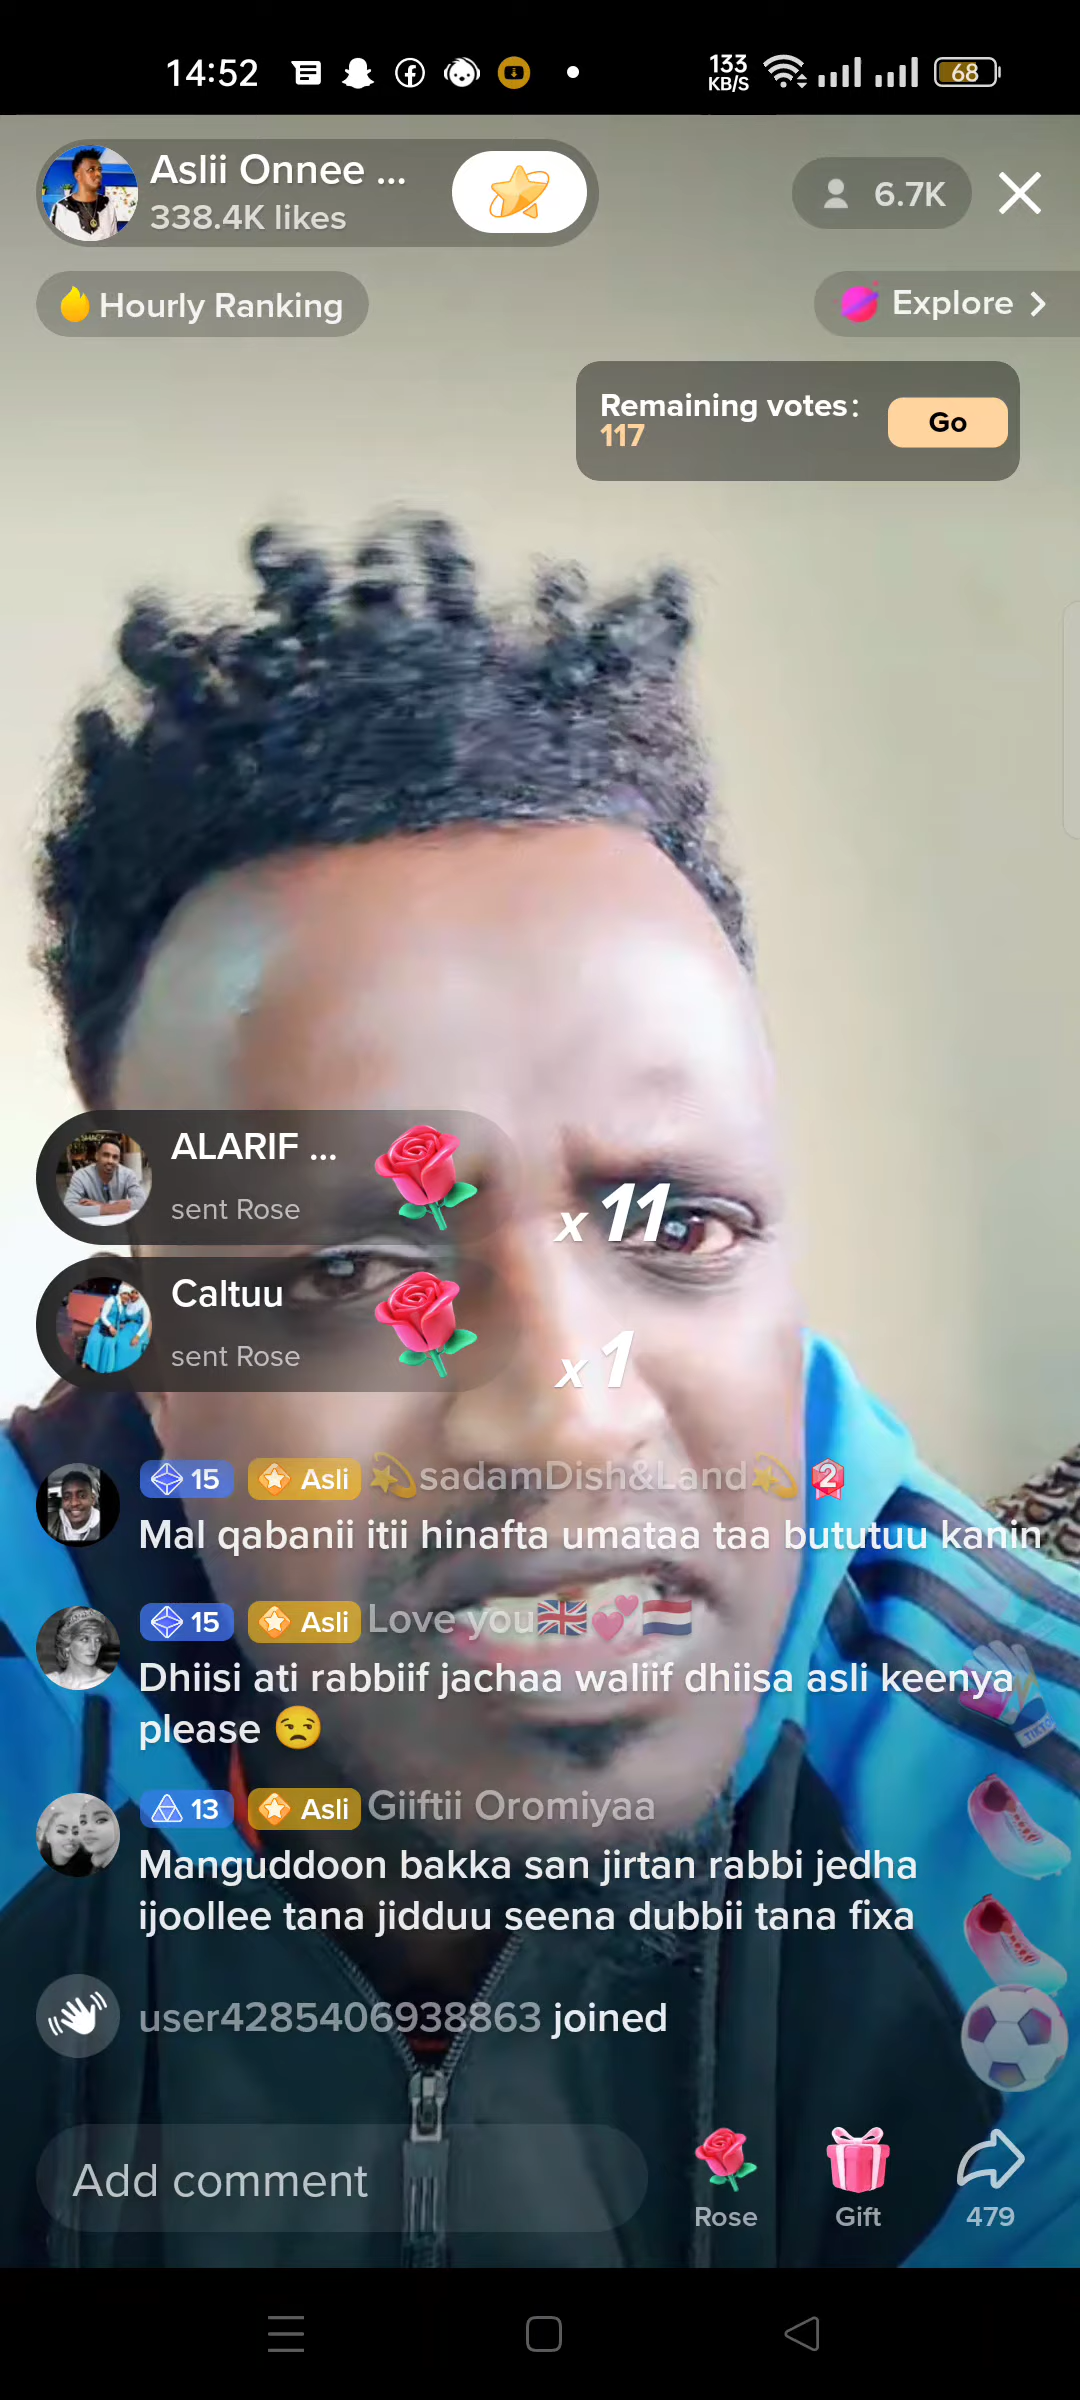 14:52
133
KB/S
68
Aslii Onnee ...
338.4K likes
6.7K
Hourly Ranking
Explore
Remaining votes:
117
Go
ALARIF ...
sent Rose
x 11
Caltuu
sent Rose
x 1
15 Asli 💫sadamDish&Land💫 2
Mal qabanii itii hinafta umataa taa bututuu kanin
15 Asli Love you🇬🇧💞🇳🇱
Dhiisi ati rabbiif jachaa waliif dhiisa asli keenya
please 😒
TIKTO
13 Asli Giiftii Oromiyaa
Manguddoon bakka san jirtan rabbi jedha
ijoollee tana jidduu seena dubbii tana fixa
user4285406938863 joined
Add comment
Rose
Gift
479